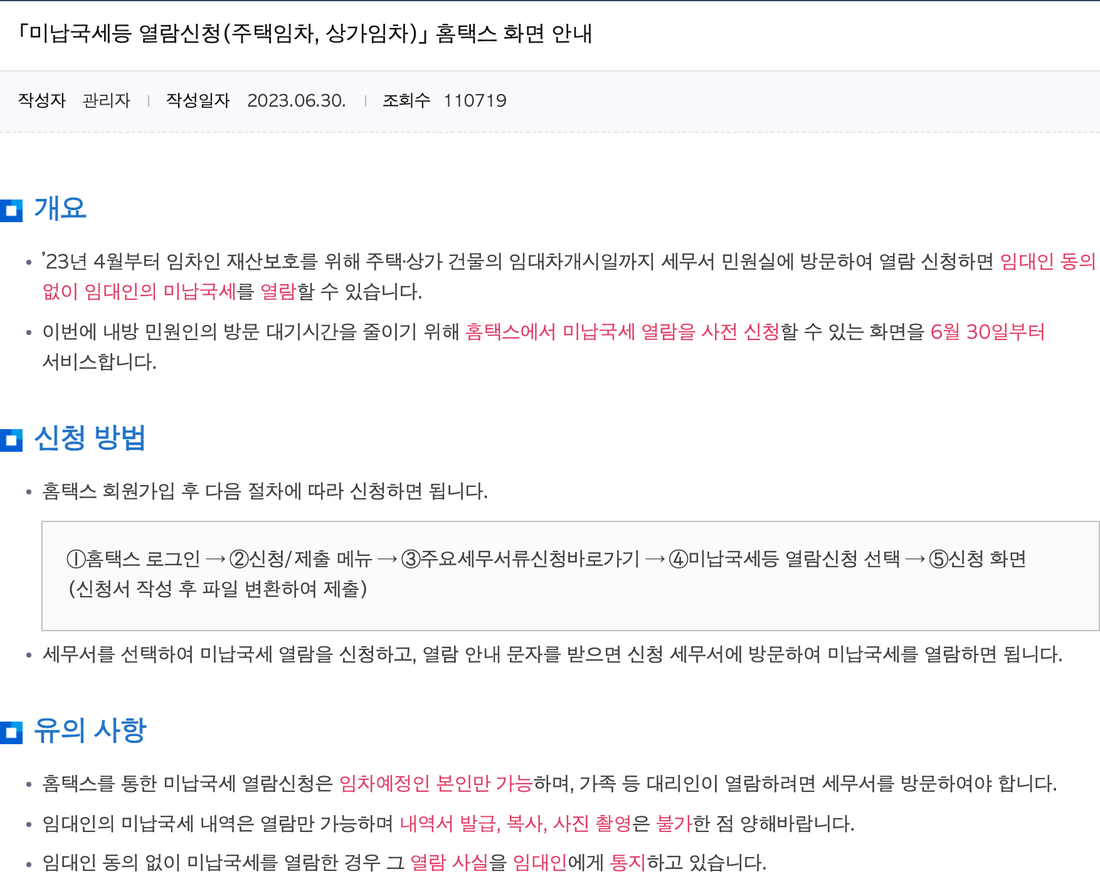 「미납국세등 열람신청(주택임차, 상가임차)」 홈택스 화면 안내
작성자 관리자 | 작성일자 2023.06.30. | 조회수 110719
개요
• '23년 4월부터 임차인 재산보호를 위해 주택·상가 건물의 임대차개시일까지 세무서 민원실에 방문하여 열람 신청하면 임대인 동의
없이 임대인의 미납국세를 열람할 수 있습니다.
• 이번에 내방 민원인의 방문 대기시간을 줄이기 위해 홈택스에서 미납국세 열람을 사전 신청할 수 있는 화면을 6월 30일부터
서비스합니다.
신청 방법
• 홈택스 회원가입 후 다음 절차에 따라 신청하면 됩니다.
①홈택스 로그인 → ②신청/제출 메뉴 → ③주요세무서류신청바로가기 → ④미납국세등 열람신청 선택 → ⑤신청 화면
(신청서 작성 후 파일 변환하여 제출)
• 세무서를 선택하여 미납국세 열람을 신청하고, 열람 안내 문자를 받으면 신청 세무서에 방문하여 미납국세를 열람하면 됩니다.
유의 사항
• 홈택스를 통한 미납국세 열람신청은 임차예정인 본인만 가능하며, 가족 등 대리인이 열람하려면 세무서를 방문하여야 합니다.
• 임대인의 미납국세 내역은 열람만 가능하며 내역서 발급, 복사, 사진 촬영은 불가한 점 양해바랍니다.
• 임대인 동의 없이 미납국세를 열람한 경우 그 열람 사실을 임대인에게 통지하고 있습니다.